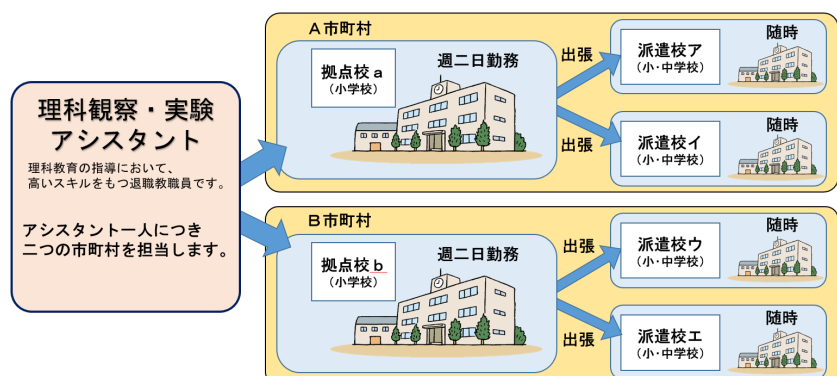 理科観察・実験
アシスタント
理科教育の指導において、
高いスキルをもつ退職教職員です。
アシスタント一人につき
二つの市町村を担当します。
A市町村
拠点校a
(小学校)
週二日勤務
出張
出張
派遣校ア
(小・中学校)
随時
派遣校イ
(小・中学校)
随時
B市町村
拠点校b
(小学校)
週二日勤務
出張
出張
派遣校ウ
(小・中学校)
随時
派遣校エ
(小・中学校)
随時